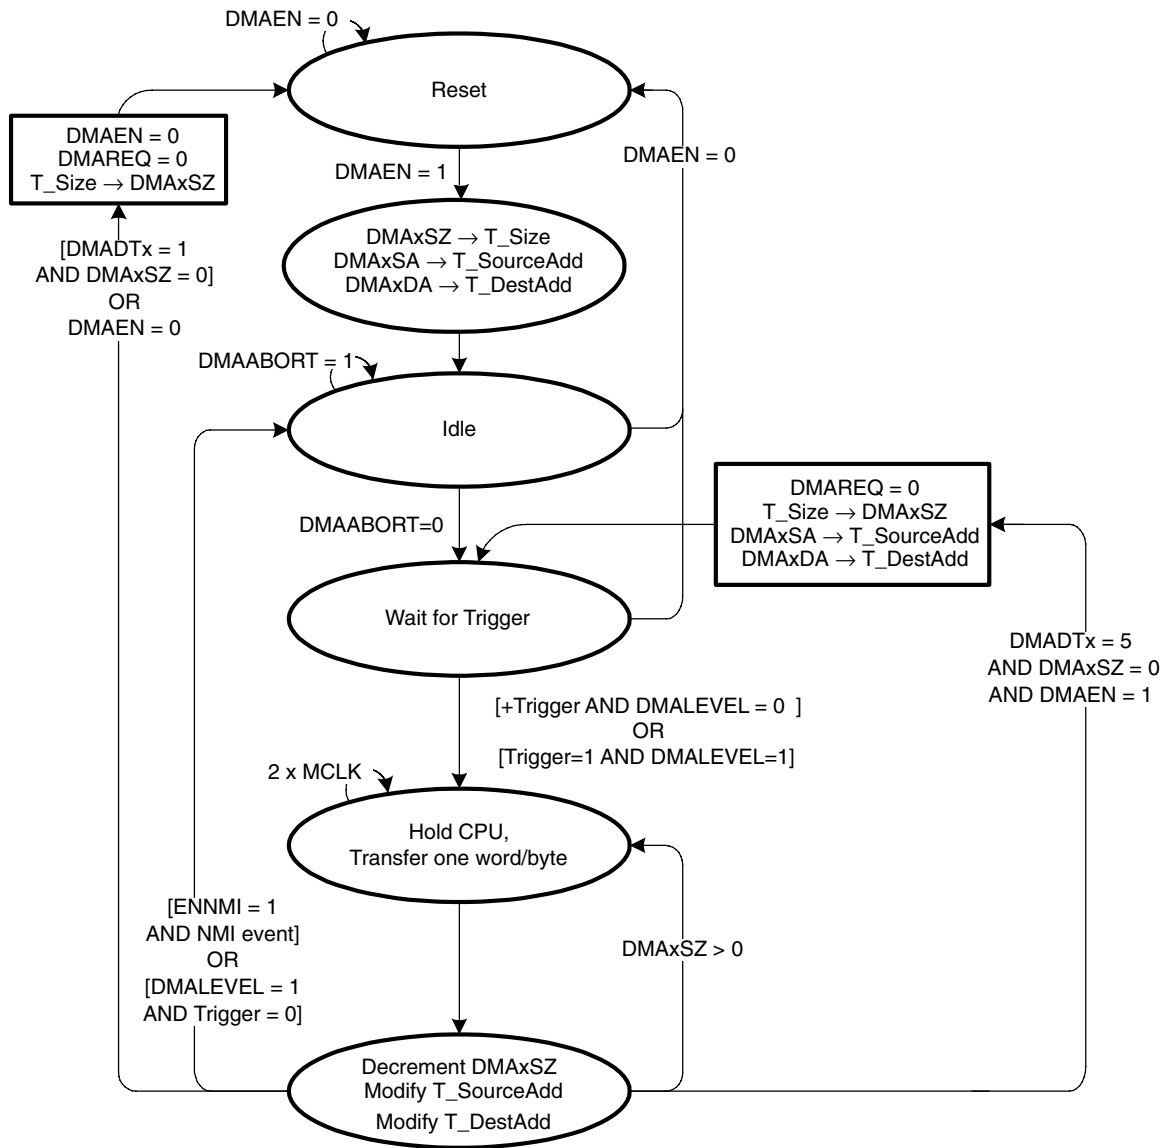 DMAEN = 0
Reset
DMAEN = 0
DMAREQ = 0
T_Size → DMAxSZ
DMAEN = 0
DMAEN = 1
[DMADTx = 1
AND DMAxSZ = 0]
OR
DMAEN = 0
DMAxSZ → T_Size
DMAxSA → T_SourceAdd
DMAxDA → T_DestAdd
DMAABORT = 1
Idle
DMAABORT=0
DMAREQ = 0
T_Size → DMAxSZ
DMAxSA → T_SourceAdd
DMAxDA → T_DestAdd
Wait for Trigger
DMADTx = 5
AND DMAxSZ = 0
AND DMAEN = 1
[+Trigger AND DMALEVEL = 0 ]
OR
[Trigger=1 AND DMALEVEL=1]
2 x MCLK
Hold CPU,
Transfer one word/byte
[ENNMI = 1
AND NMI event]
OR
[DMALEVEL = 1
AND Trigger = 0]
DMAxSZ > 0
Decrement DMAxSZ
Modify T_SourceAdd
Modify T_DestAdd